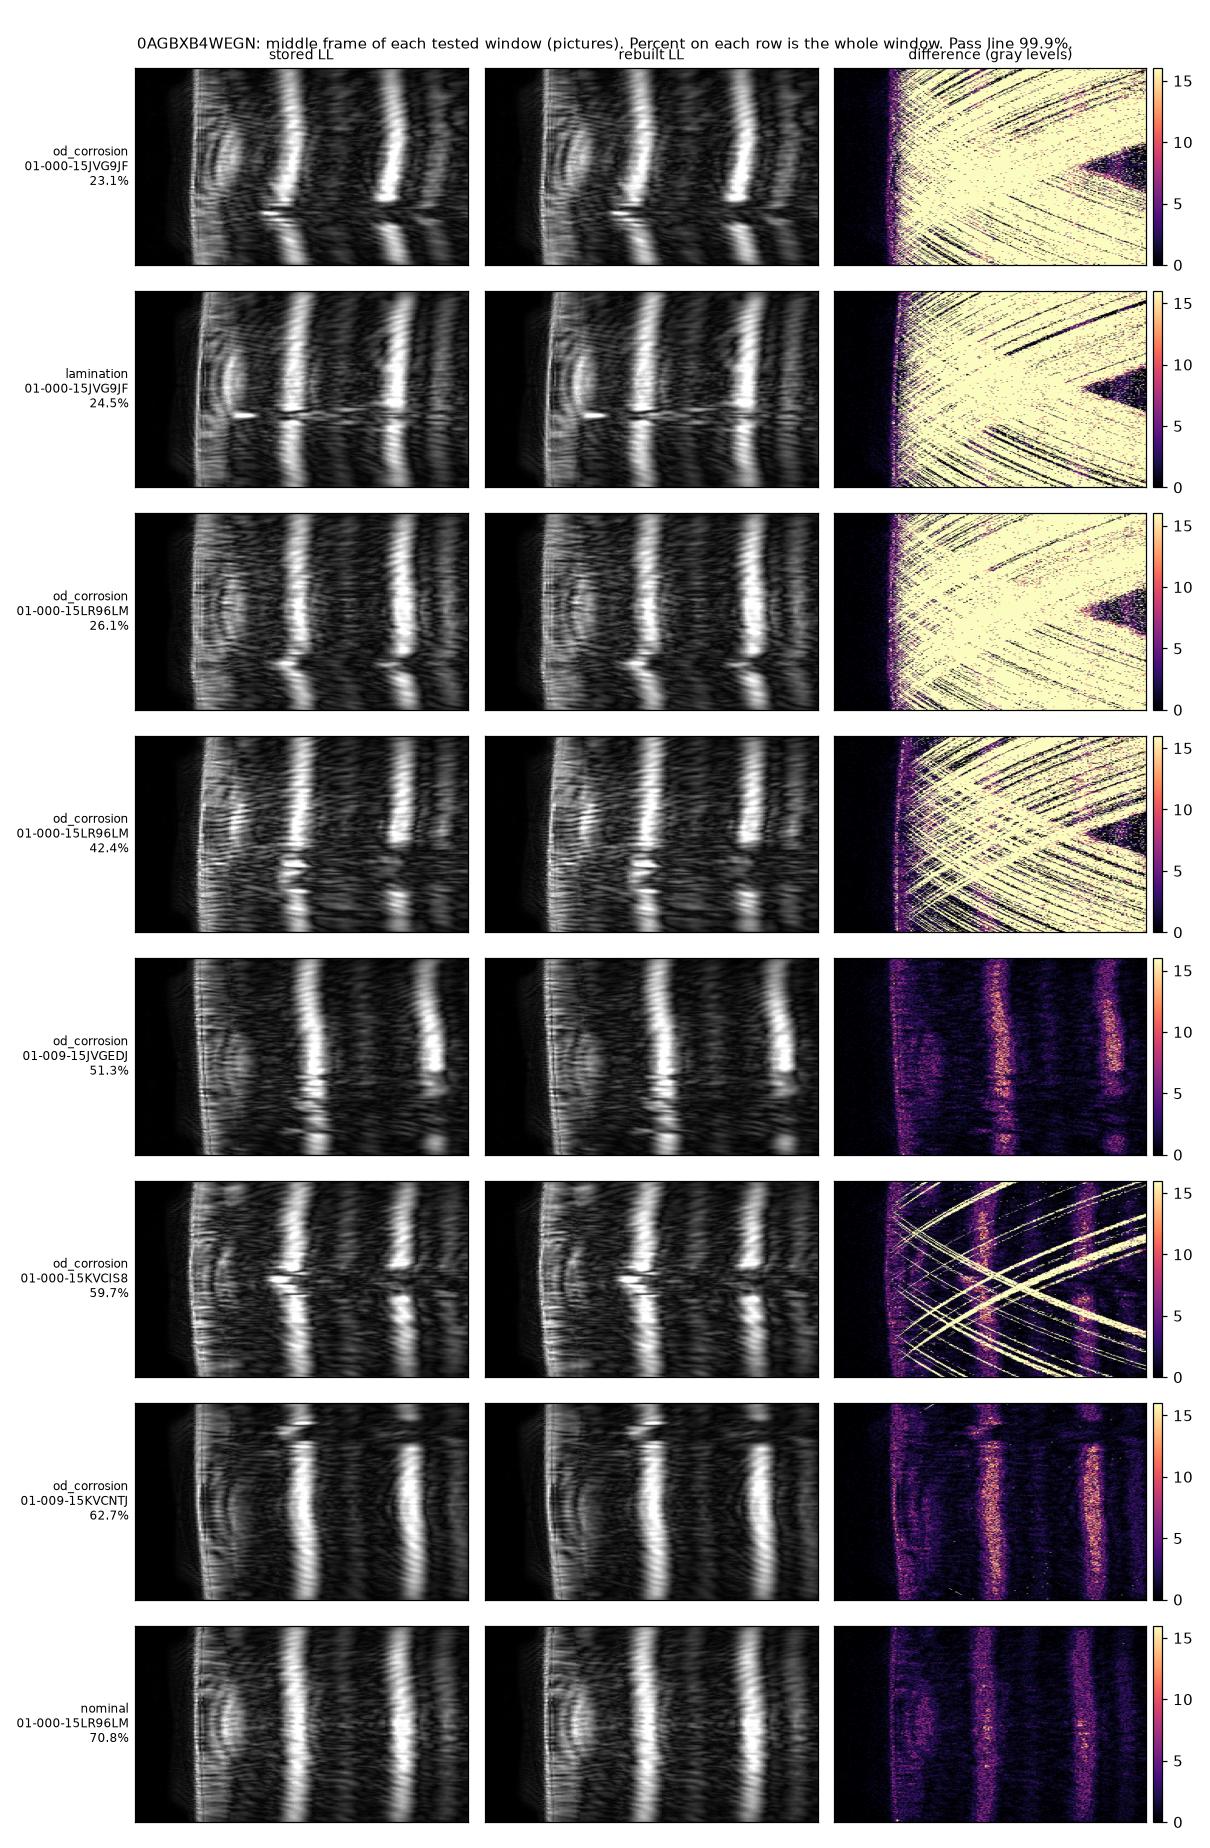 0AGBXB4WEGN: middle frame of each tested window (pictures). Percent on each row is the whole window. Pass line 99.9%.
stored LL
rebuilt LL
difference (gray levels)
od_corrosion
01-000-15JVG9JF
23.1%
15
10
5
0
lamination
01-000-15JVG9JF
24.5%
15
10
5
0
od_corrosion
01-000-15LR96LM
26.1%
15
10
5
0
od_corrosion
01-000-15LR96LM
42.4%
15
10
5
0
od_corrosion
01-009-15JVGEDJ
51.3%
15
10
5
0
od_corrosion
01-000-15KVCIS8
59.7%
15
10
5
0
od_corrosion
01-009-15KVCNTJ
62.7%
15
10
5
0
nominal
01-000-15LR96LM
70.8%
15
10
5
0